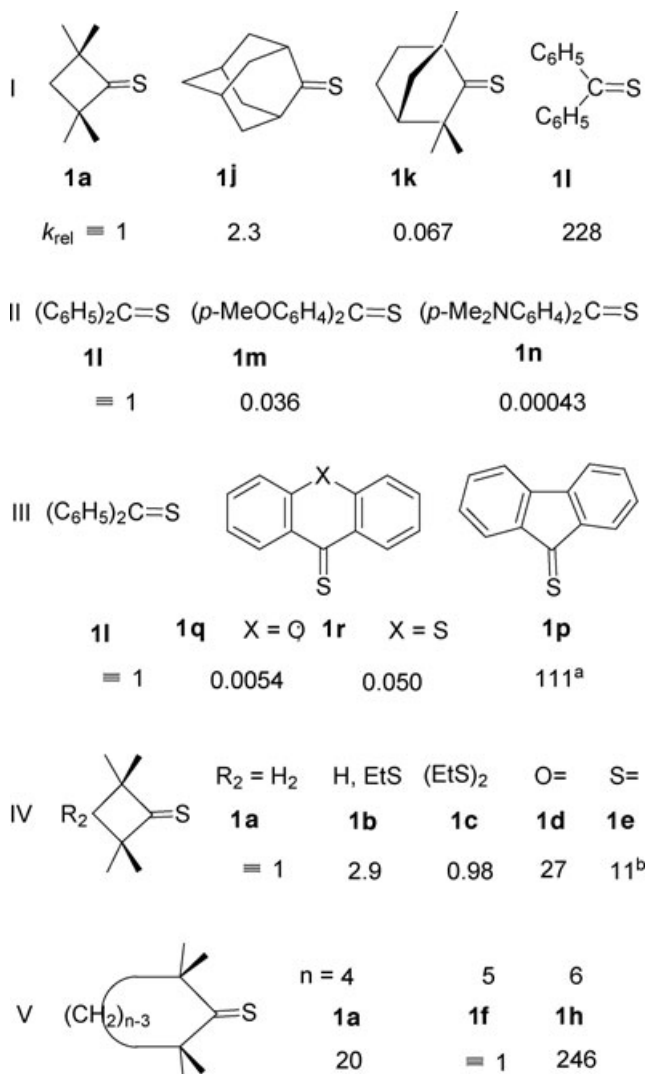 I
S
S
S
C₆H₅
C=S
C₆H₅
1a 1j 1k 1l
k_rel ≡ 1 2.3 0.067 228
II (C₆H₅)₂C=S (p-MeOC₆H₄)₂C=S (p-Me₂NC₆H₄)₂C=S
1l 1m 1n
≡ 1 0.036 0.00043
X
III (C₆H₅)₂C=S
S S
1l 1q X = O, 1r X = S 1p
≡ 1 0.0054 0.050 111ᵃ
R₂ = H₂ H, EtS (EtS)₂ O= S=
IV R₂ S 1a 1b 1c 1d 1e
≡ 1 2.9 0.98 27 11ᵇ
n = 4 5 6
V (CH₂)n-3 S 1a 1f 1h
20 ≡ 1 246